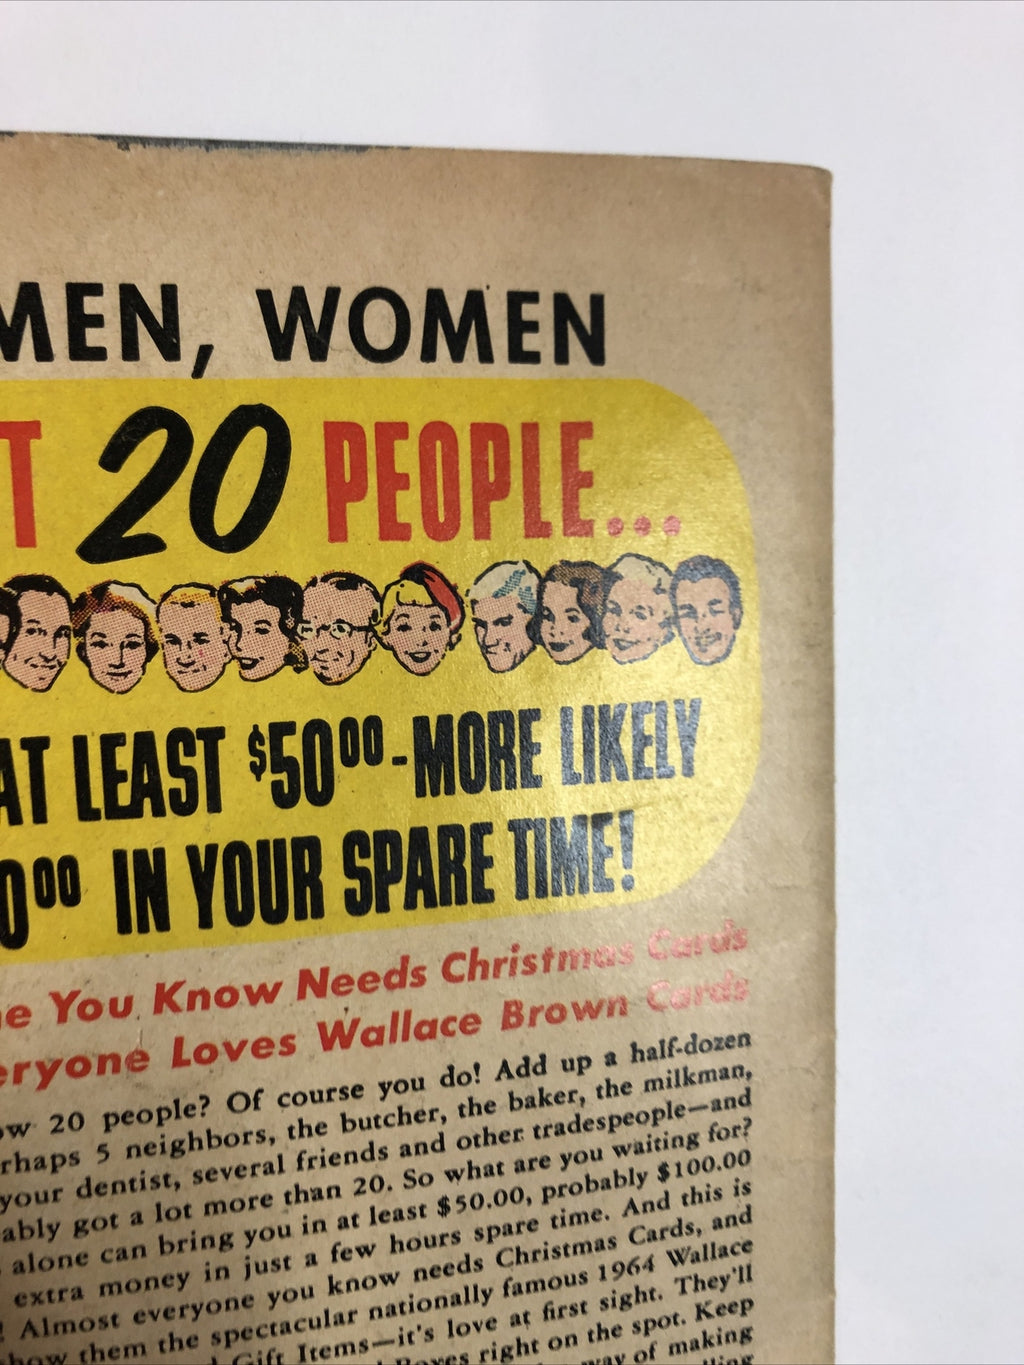 MEN, WOMEN
T 20 PEOPLE...
AT LEAST $50.00-MORE LIKELY
0.00 IN YOUR SPARE TIME!
e You Know Needs Christmas Cards
eryone Loves Wallace Brown Cards
ow 20 people? Of course you do! Add up a half-dozen
rhaps 5 neighbors, the butcher, the baker, the milkman,
your dentist, several friends and other tradespeople—and
ably got a lot more than 20. So what are you waiting for?
alone can bring you in at least $50.00, probably $100.00
extra money in just a few hours spare time. And this is
! Almost everyone you know needs Christmas Cards, and
how them the spectacular nationally famous 1964 Wallace
Gift Items—it's love at first sight. They'll
Boxes right on the spot. Keep
way of making